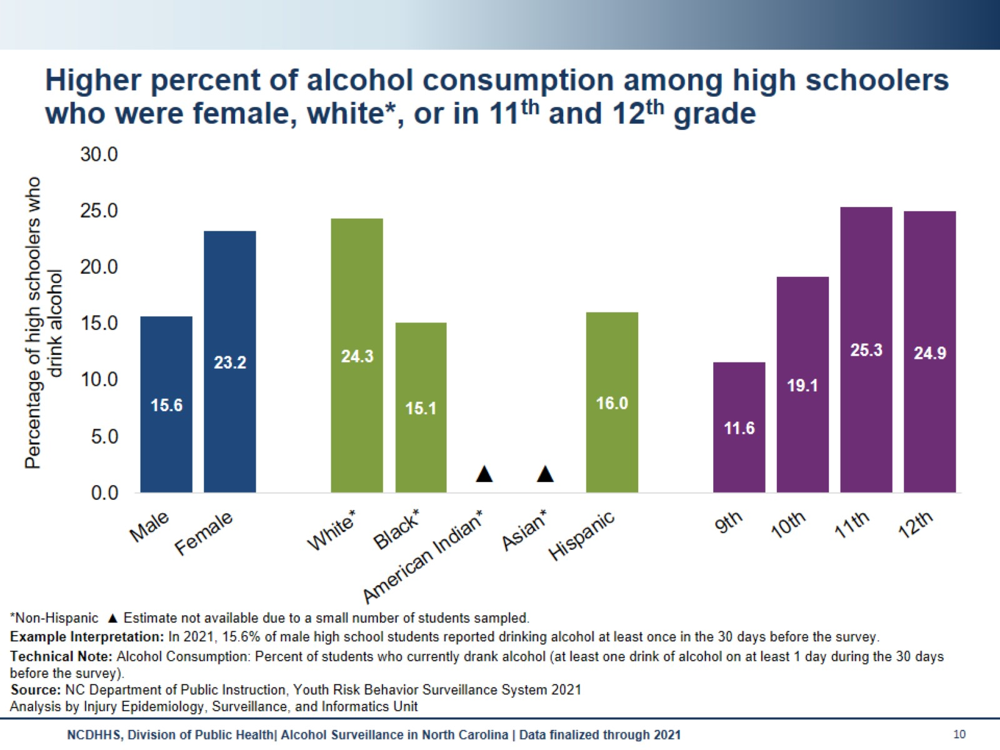 Higher percent of alcohol consumption among high schoolers
who were female, white*, or in 11th and 12th grade
Percentage of high schoolers who
drink alcohol
30.0
25.0
20.0
15.0
10.0
5.0
0.0
15.6
23.2
24.3
15.1
▲
▲
16.0
11.6
19.1
25.3
24.9
Male
Female
White*
Black*
American Indian*
Asian*
Hispanic
9th
10th
11th
12th
*Non-Hispanic ▲ Estimate not available due to a small number of students sampled.
Example Interpretation: In 2021, 15.6% of male high school students reported drinking alcohol at least once in the 30 days before the survey.
Technical Note: Alcohol Consumption: Percent of students who currently drank alcohol (at least one drink of alcohol on at least 1 day during the 30 days
before the survey).
Source: NC Department of Public Instruction, Youth Risk Behavior Surveillance System 2021
Analysis by Injury Epidemiology, Surveillance, and Informatics Unit
NCDHHS, Division of Public Health| Alcohol Surveillance in North Carolina | Data finalized through 2021
10